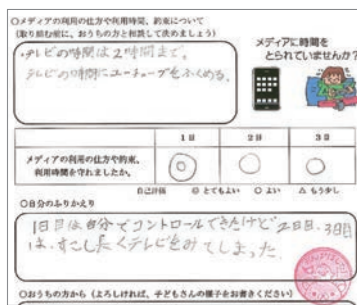 ○メディアの利用の仕方や利用時間、約束について
（取り組む前に、おうちの方と相談して決めましょう）
・テレビの時間は2時間まで。
テレビの時間にユーチューブをふくめる。
メディアに時間を
とられていませんか？
1日 2日 3日
メディアの利用の仕方や約束、
利用時間を守れましたか。
◎ ○ ○
自己評価 ◎ とてもよい ○ よい △ もう少し
○自分のふりかえり
1日目は自分でコントロールできたけど2日目、3日目
は、すこし長くテレビをみてしまった。
○おうちの方から（よろしければ、子どもさんの様子をお書きください）